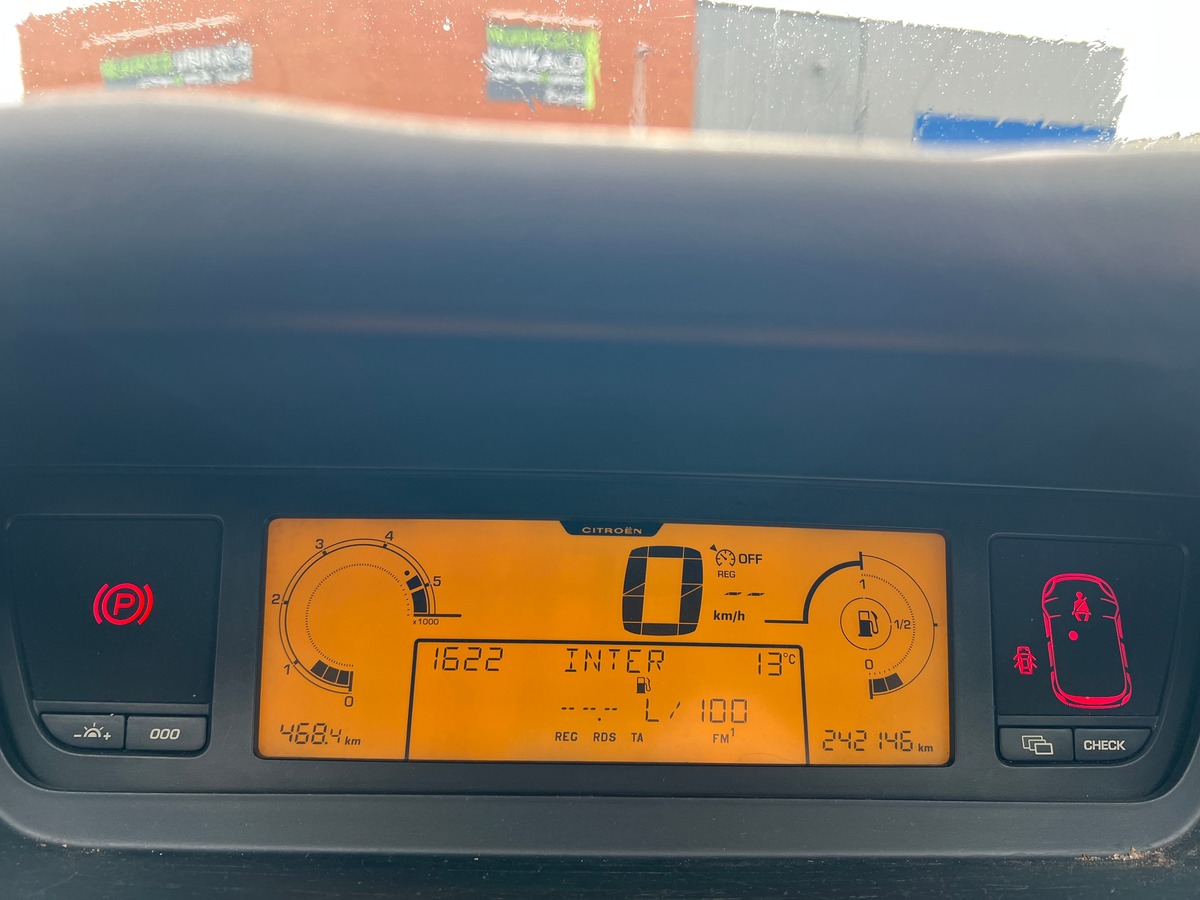 CITROËN
4
3
5
2
x1000
1
0
0
OFF
REG
--
km/h
1
1/2
0
1622 INTER 13°C
---.- L/100
REG RDS TA FM1
468.4 km
242146 km
P
000
CHECK